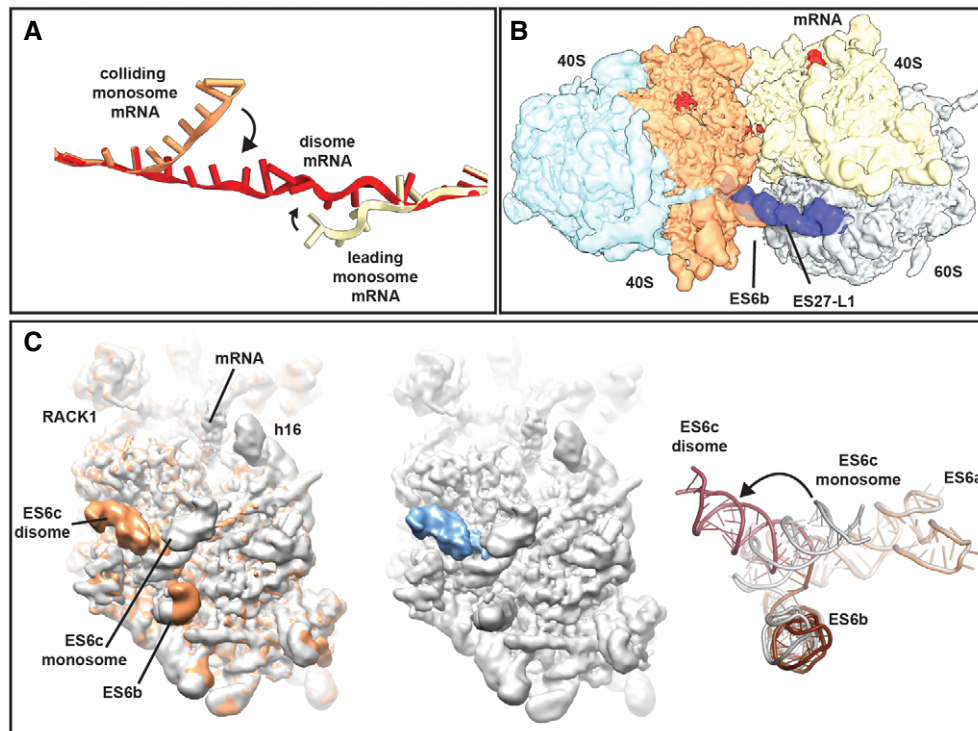 A
colliding
monosome
mRNA
disome
mRNA
leading
monosome
mRNA
B
mRNA
40S
40S
40S
60S
ES6b
ES27-L1
C
mRNA
RACK1
h16
ES6c
disome
ES6c
monosome
ES6b
ES6c
disome
ES6c
monosome
ES6a
ES6b